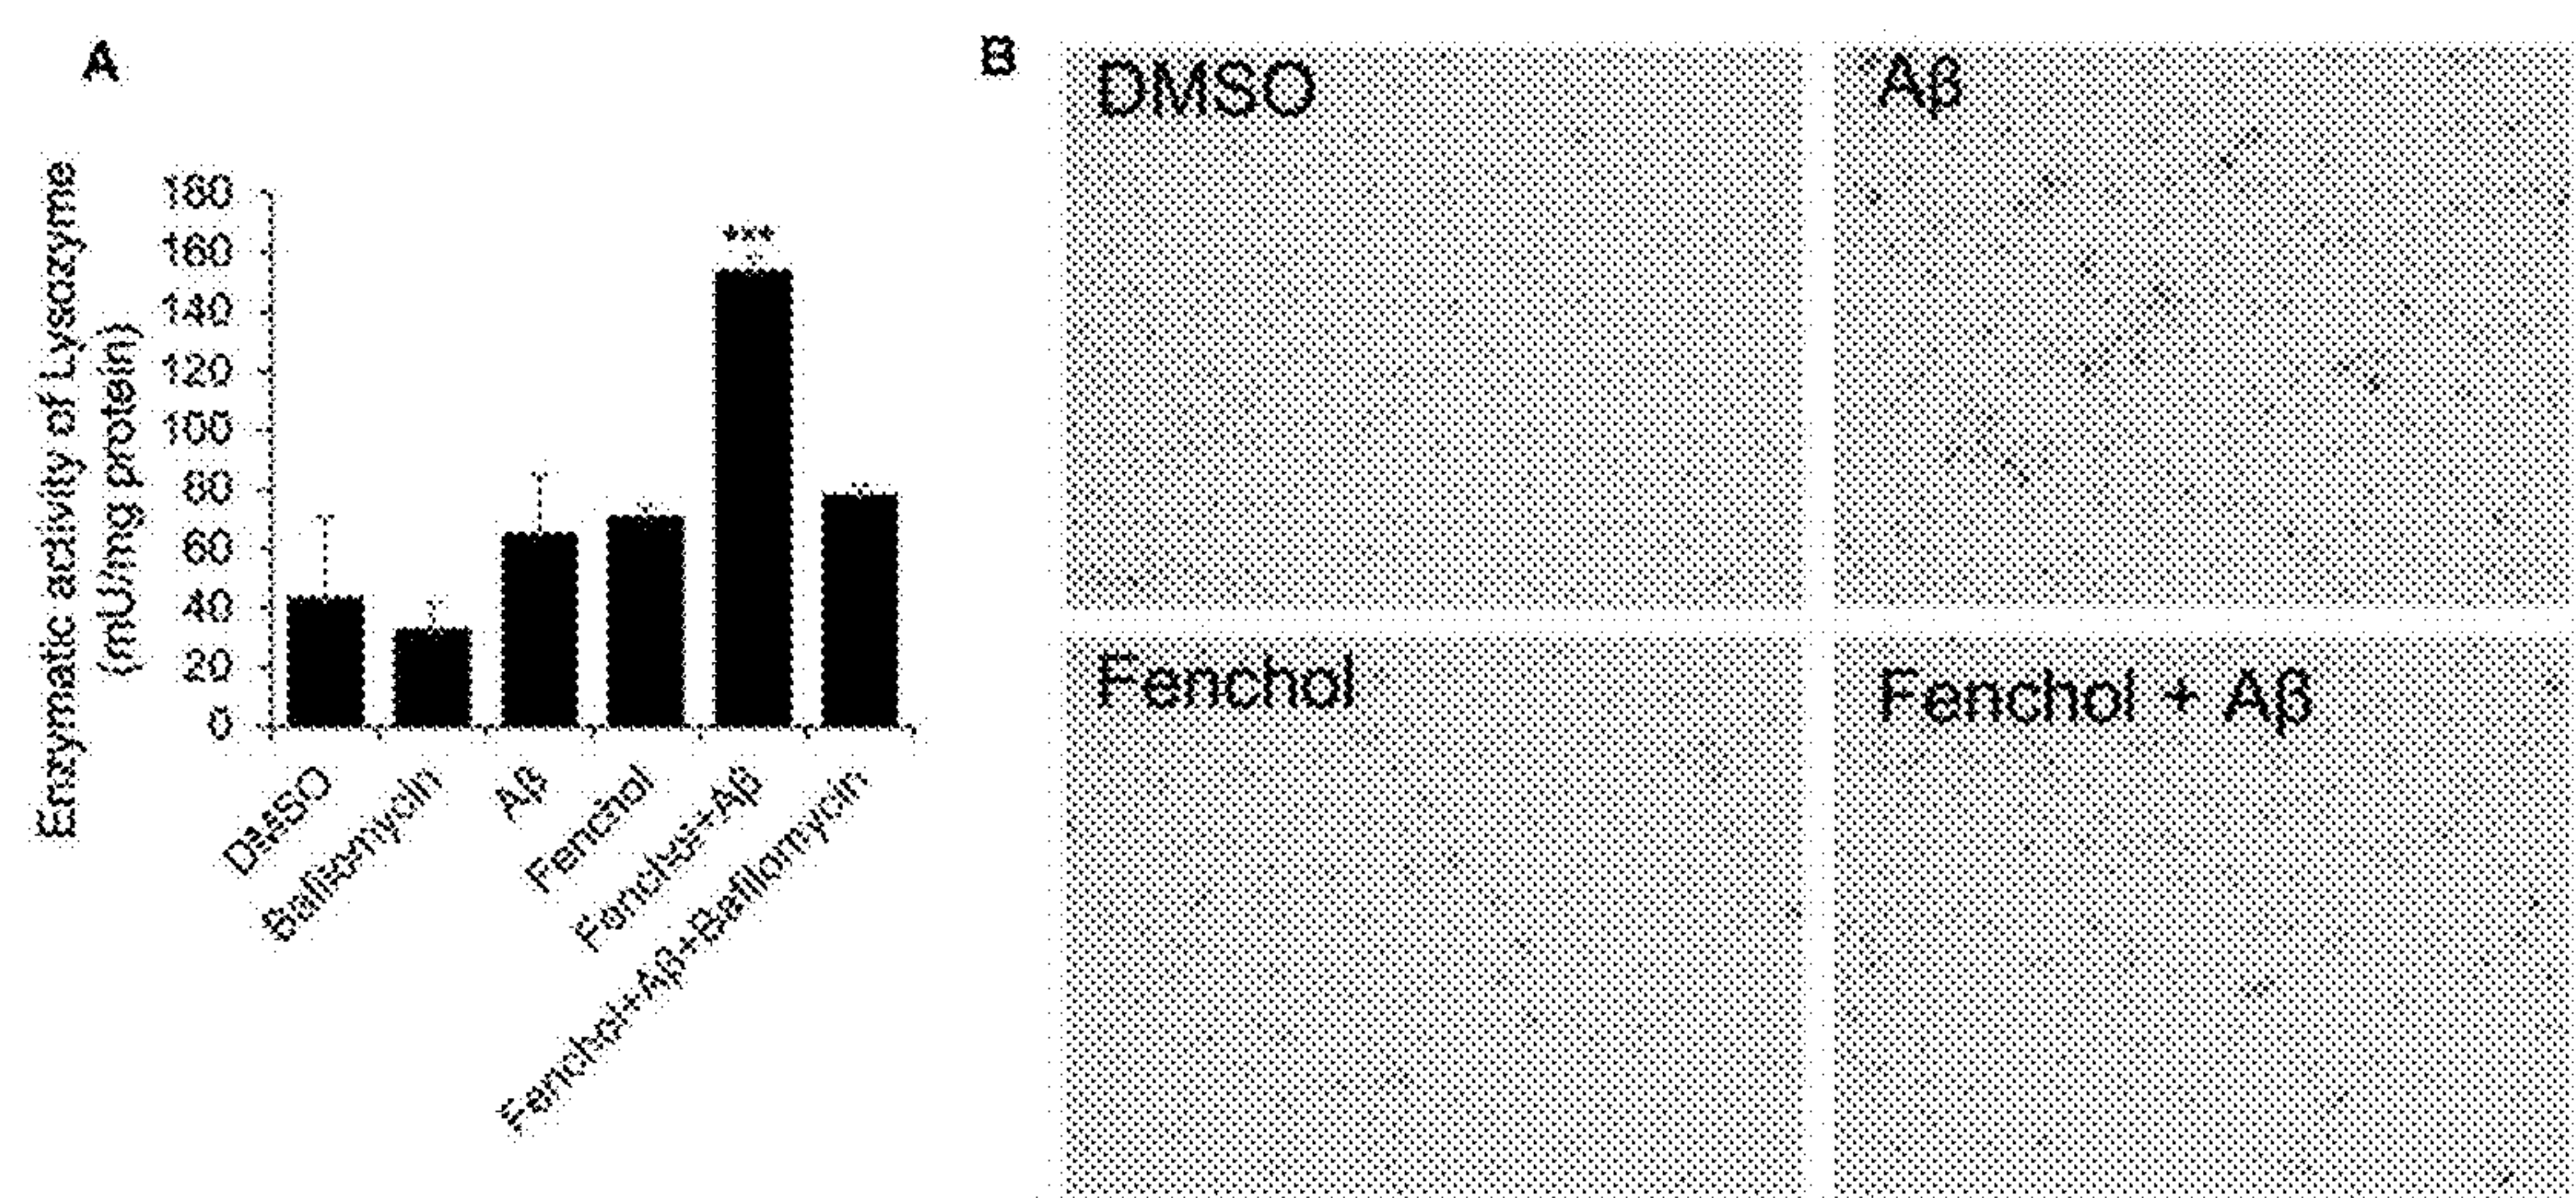 A
B
Enzymatic activity of Lysozyme
(mU/mg protein)
180
160
140
120
100
80
60
40
20
0
***
DMSO
Bafilomycin
Aβ
Fenchol
Fenchol+Aβ
Fenchol+Aβ+Bafilomycin
DMSO
Aβ
Fenchol
Fenchol + Aβ